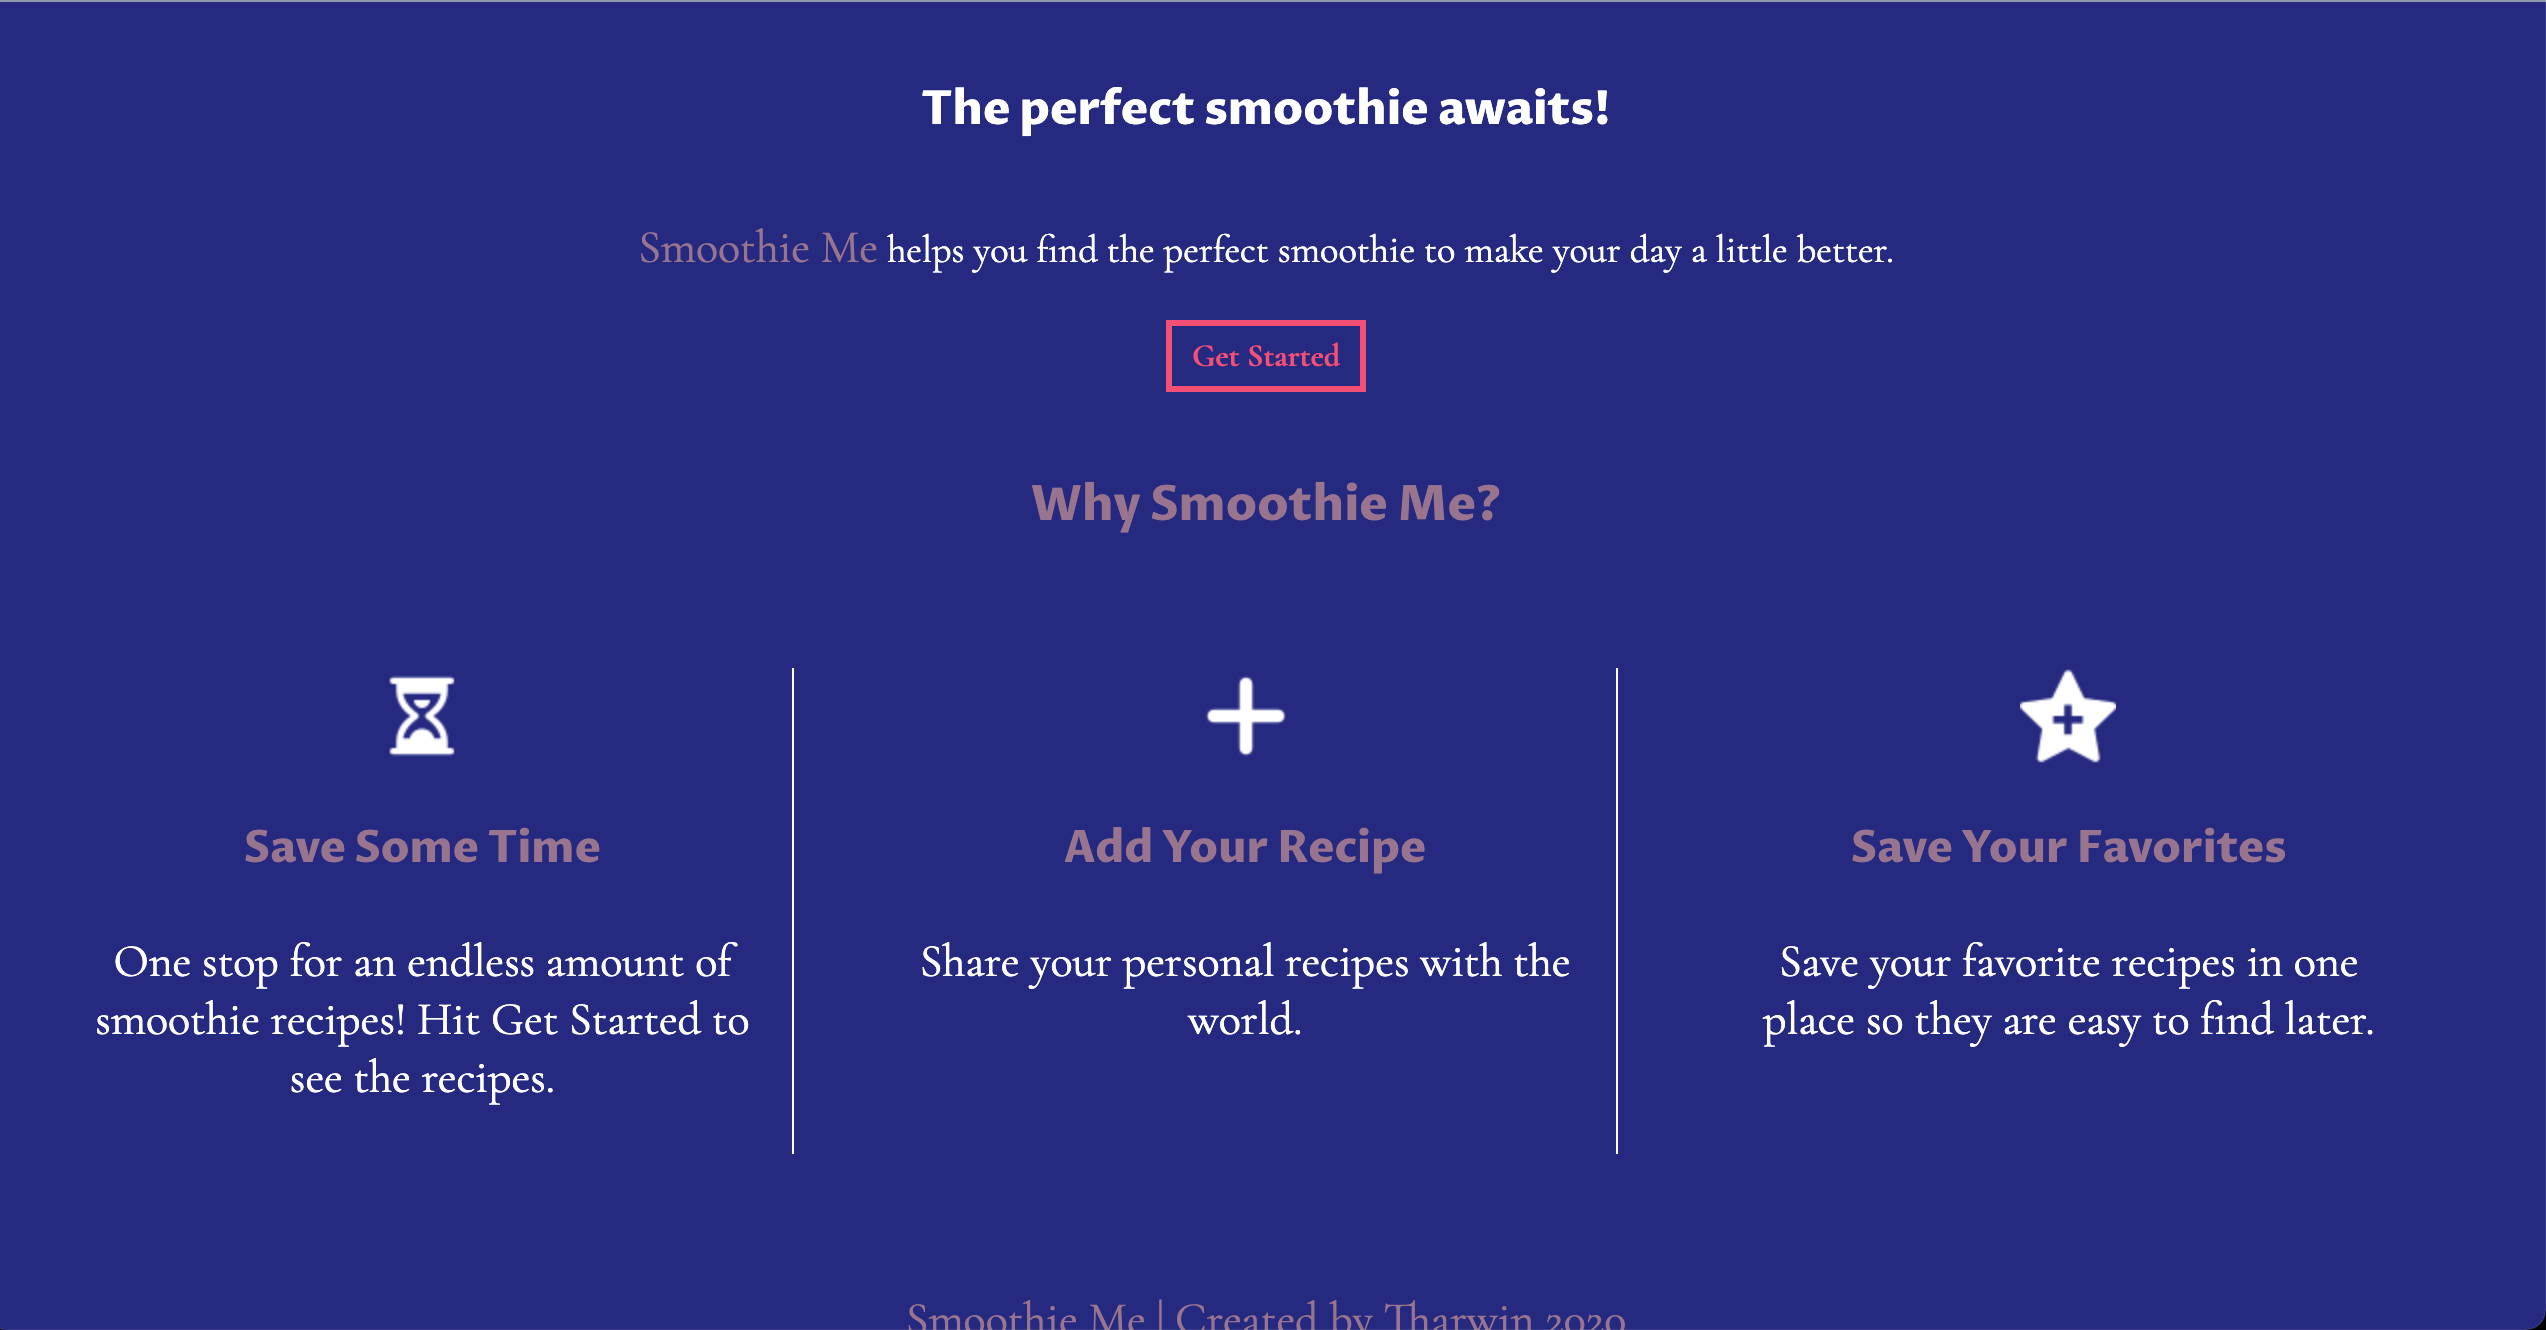 The perfect smoothie awaits!
Smoothie Me helps you find the perfect smoothie to make your day a little better.
Get Started
Why Smoothie Me?
Save Some Time
One stop for an endless amount of
smoothie recipes! Hit Get Started to
see the recipes.
Add Your Recipe
Share your personal recipes with the
world.
Save Your Favorites
Save your favorite recipes in one
place so they are easy to find later.
Smoothie Me | Created by Tharwin 2020